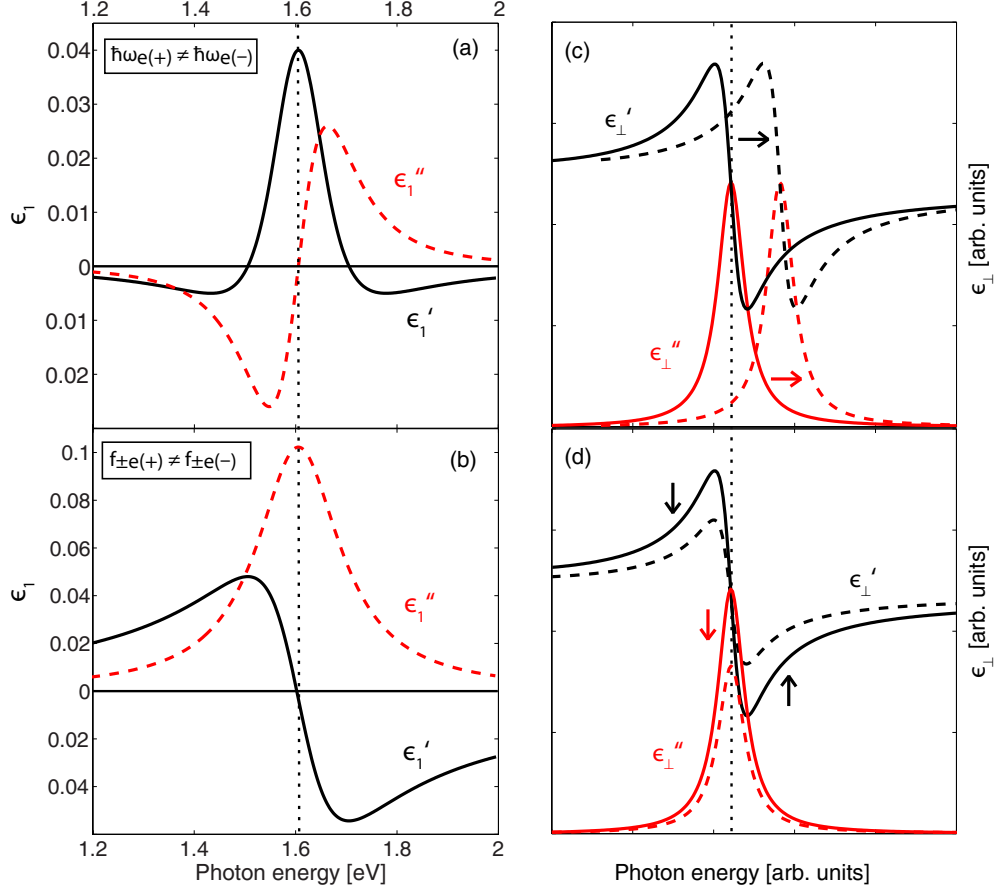 1.2 1.4 1.6 1.8 2
ħωe(+) ≠ ħωe(−)
(a)
0.04
0.03
0.02
0.01
0
0.01
0.02
ϵ1
ϵ1″
ϵ1′
(b)
f±e(+) ≠ f±e(−)
0.1
0.08
0.06
0.04
0.02
0
0.02
0.04
ϵ1
ϵ1″
ϵ1′
1.2 1.4 1.6 1.8 2
Photon energy [eV]
(c)
ϵ⊥′
ϵ⊥″
ϵ⊥ [arb. units]
(d)
ϵ⊥′
ϵ⊥″
ϵ⊥ [arb. units]
Photon energy [arb. units]